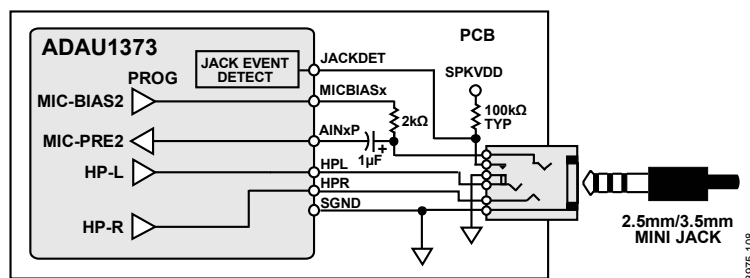 ADAU1373
PCB
JACK EVENT
DETECT
JACKDET
SPKVDD
PROG
MIC-BIAS2
MICBIASx
100kΩ
TYP
2kΩ
MIC-PRE2
AINxP
1µF
+
HP-L
HPL
HPR
SGND
HP-R
2.5mm/3.5mm
MINI JACK